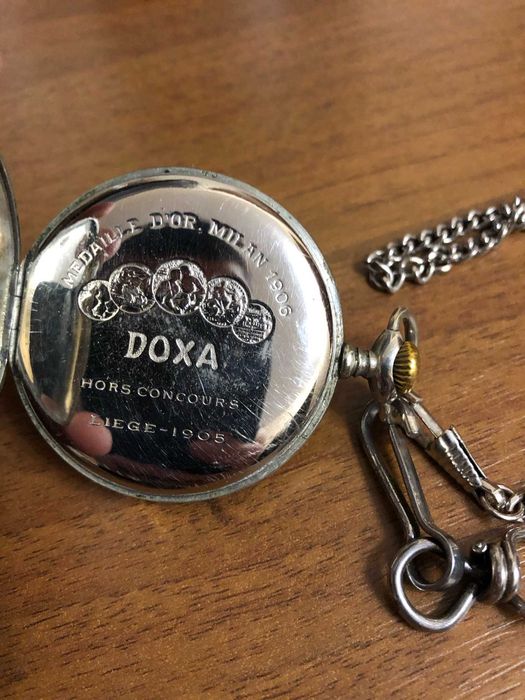 MEDAILLE D'OR. MILAN 1906
DOXA
HORS CONCOURS
LIEGE-1905